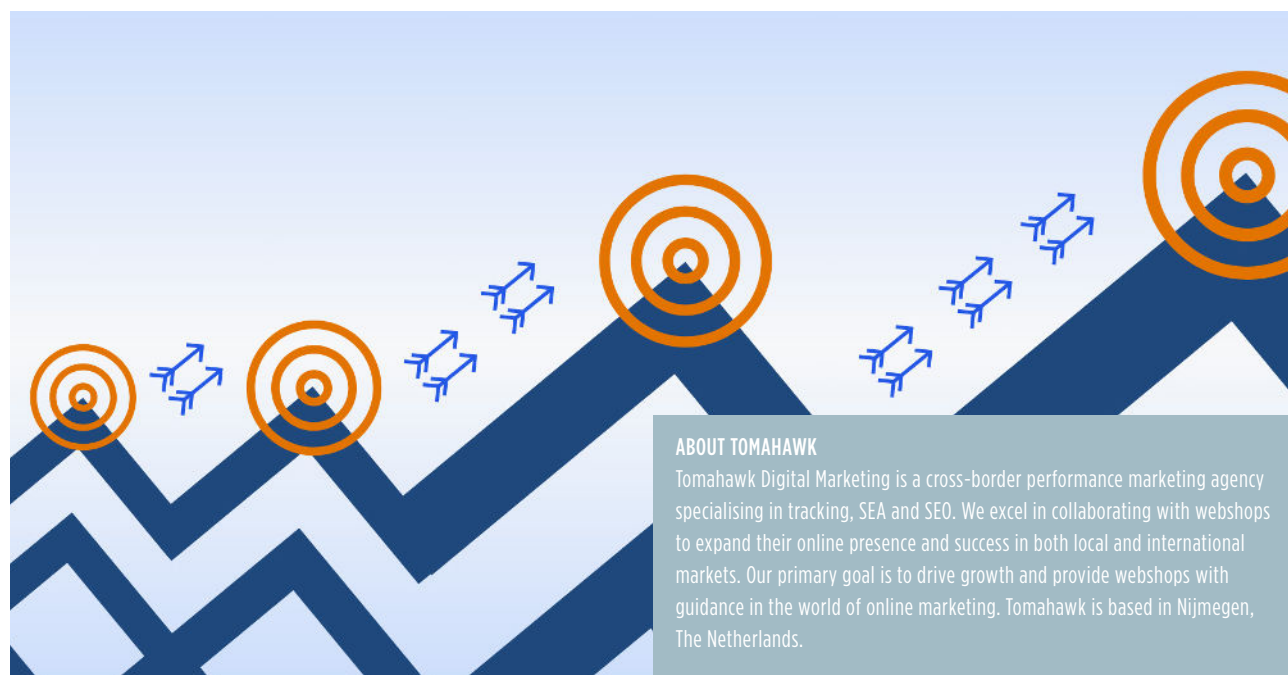 ABOUT TOMAHAWK
Tomahawk Digital Marketing is a cross-border performance marketing agency
specialising in tracking, SEA and SEO. We excel in collaborating with webshops
to expand their online presence and success in both local and international
markets. Our primary goal is to drive growth and provide webshops with
guidance in the world of online marketing. Tomahawk is based in Nijmegen,
The Netherlands.